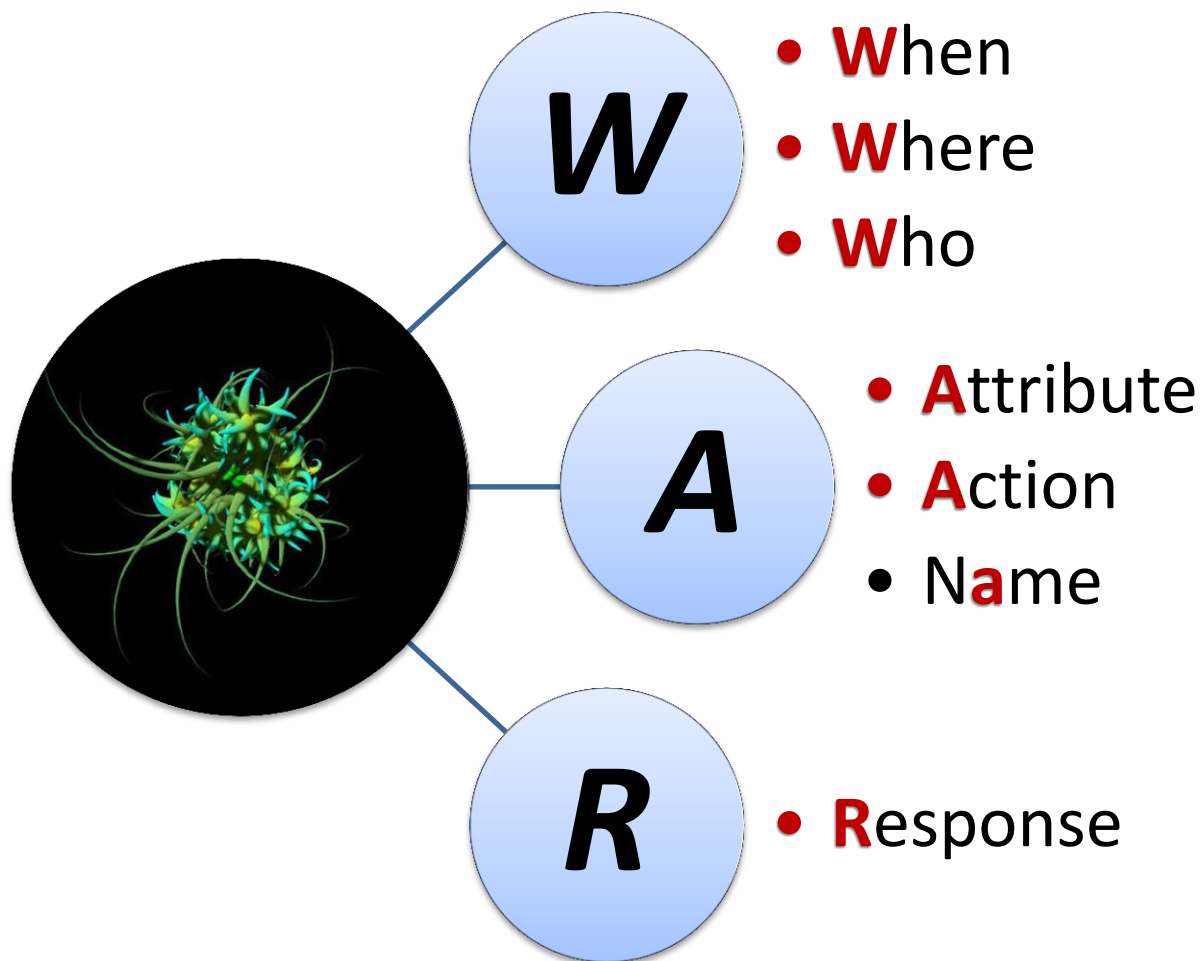 W
• When
• Where
• Who
A
• Attribute
• Action
• Name
R
• Response